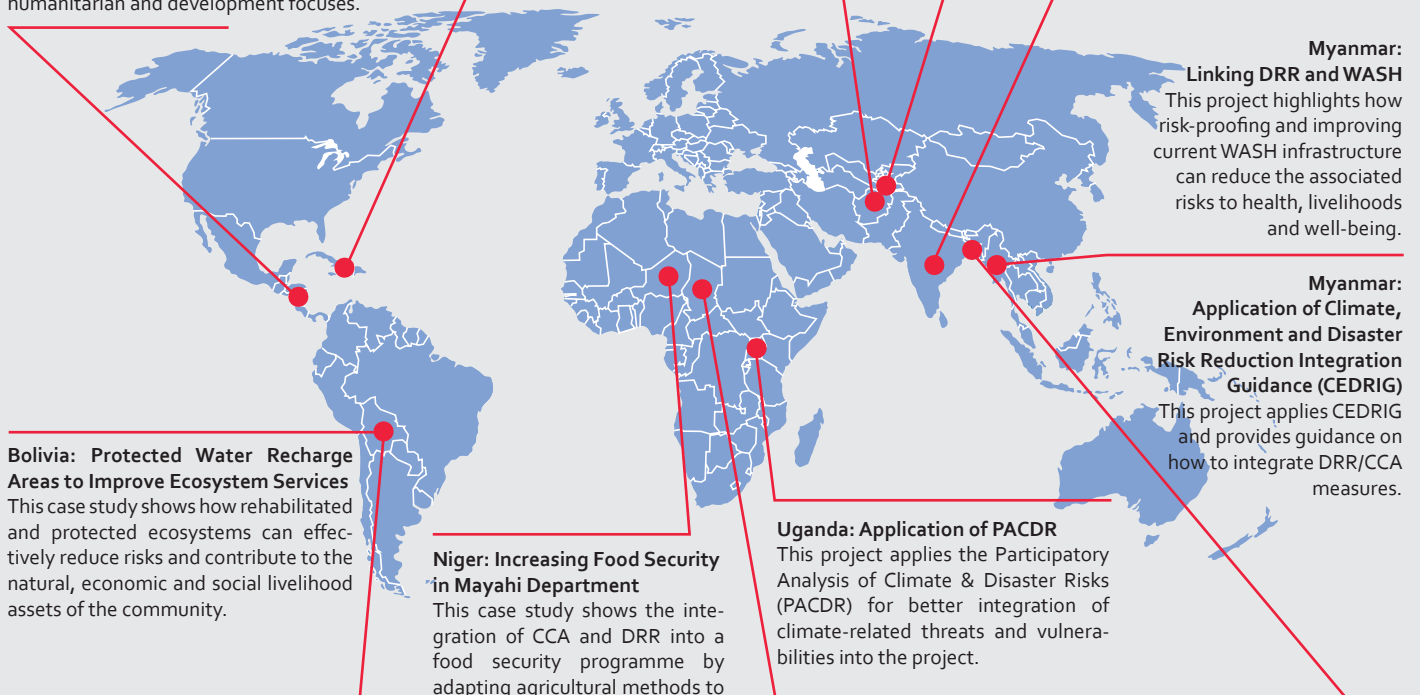 humanitarian and development focuses.
Myanmar:
Linking DRR and WASH
This project highlights how
risk-proofing and improving
current WASH infrastructure
can reduce the associated
risks to health, livelihoods
and well-being.
Myanmar:
Application of Climate,
Environment and Disaster
Risk Reduction Integration
Guidance (CEDRIG)
This project applies CEDRIG
and provides guidance on
how to integrate DRR/CCA
measures.
Bolivia: Protected Water Recharge
Areas to Improve Ecosystem Services
This case study shows how rehabilitated
and protected ecosystems can effec-
tively reduce risks and contribute to the
natural, economic and social livelihood
assets of the community.
Niger: Increasing Food Security
in Mayahi Department
This case study shows the inte-
gration of CCA and DRR into a
food security programme by
adapting agricultural methods to
Uganda: Application of PACDR
This project applies the Participatory
Analysis of Climate & Disaster Risks
(PACDR) for better integration of
climate-related threats and vulnera-
bilities into the project.